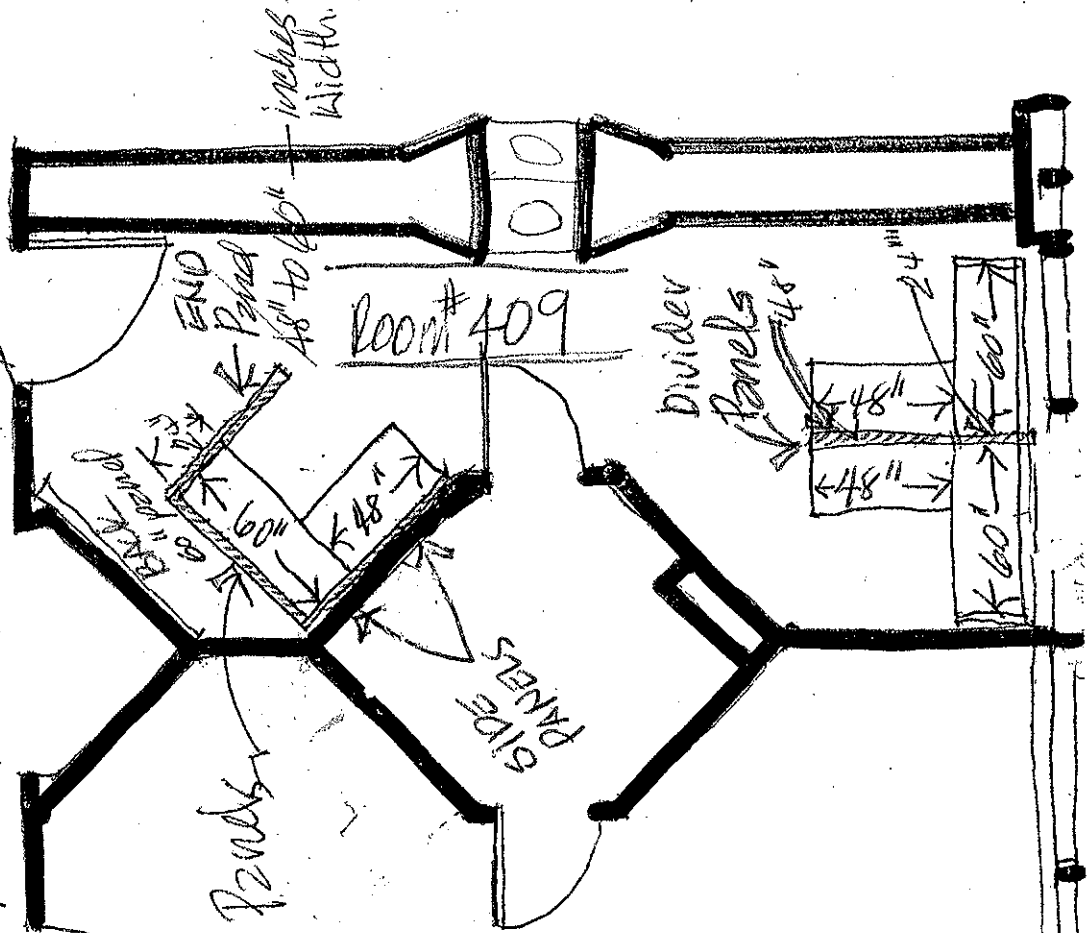 END
Panel
48" to 60" — inches
Width.
Room# 409
Divider
Panels
48"
24"
48"
48"
60"
60"
BACK
60" panel
24"
60"
48"
SIDE
PANELS
Panels